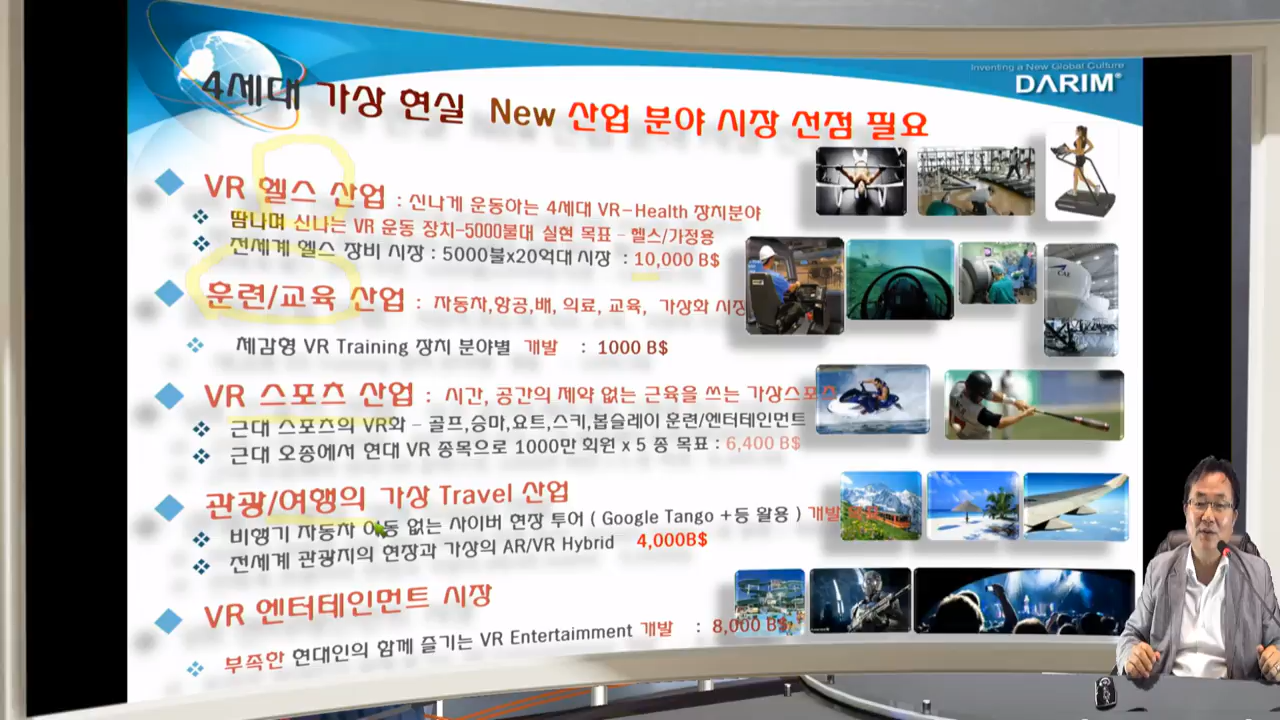 Inventing a New Global Culture
DARIM®
4세대 가상 현실 New 산업 분야 시장 선점 필요
VR 헬스 산업 : 신나게 운동하는 4세대 VR-Health 장치분야
땀나며 신나는 VR 운동 장치-5000불대 실현 목표 - 헬스/가정용
전세계 헬스 장비 시장 : 5000불x20억대 시장 : 10,000 B$
훈련/교육 산업 : 자동차,항공,배, 의료, 교육, 가상화 시장
체감형 VR Training 장치 분야별 개발 : 1000 B$
VR 스포츠 산업 : 시간, 공간의 제약 없는 근육을 쓰는 가상스포츠
근대 스포츠의 VR화 - 골프,승마,요트,스키,봅슬레이 훈련/엔터테인먼트
근대 오종에서 현대 VR 종목으로 1000만 회원 x 5 종 목표 : 6,400 B$
관광/여행의 가상 Travel 산업
비행기 자동차 이동 없는 사이버 현장 투어 ( Google Tango +등 활용 ) 개발
전세계 관광지의 현장과 가상의 AR/VR Hybrid 4,000B$
VR 엔터테인먼트 시장
부족한 현대인의 함께 즐기는 VR Entertaimment 개발 : 8,000 B$